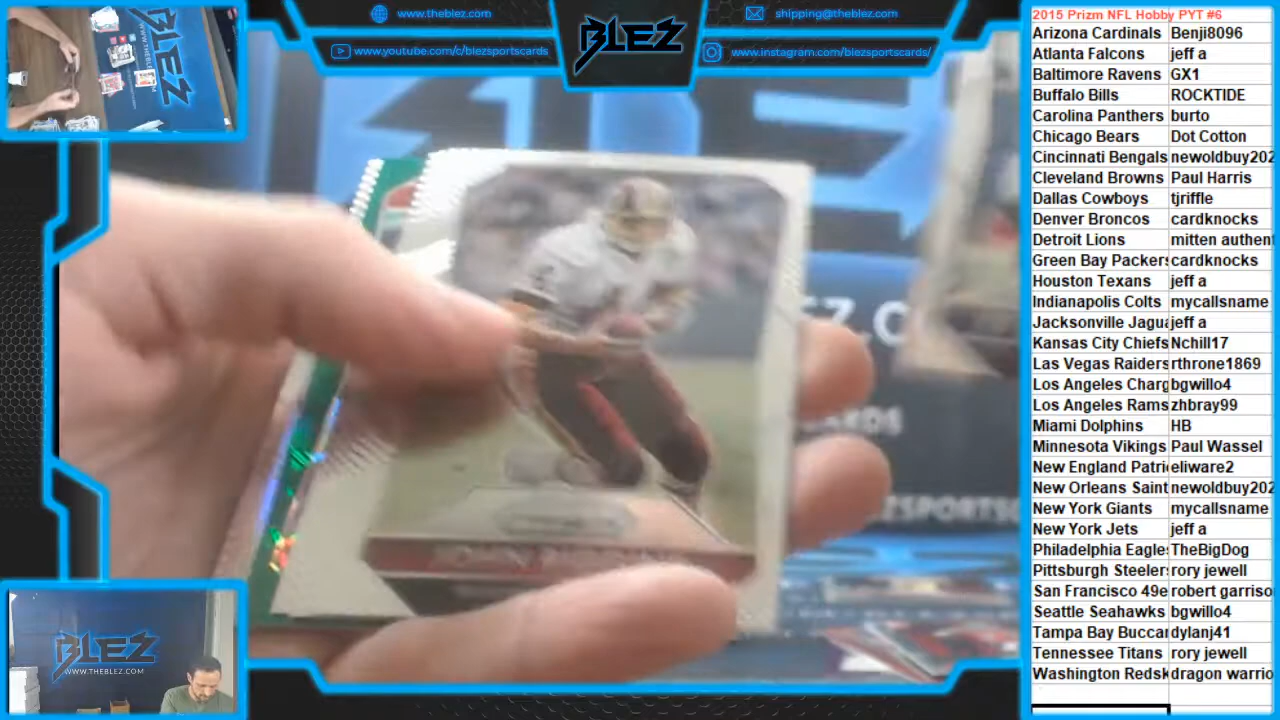 www.theblez.com
shipping@theblez.com
www.youtube.com/c/blezsportscards
www.instagram.com/blezsportscards/
BLEZ
2015 Prizm NFL Hobby PYT #6
Arizona Cardinals Benji8096
Atlanta Falcons jeff a
Baltimore Ravens GX1
Buffalo Bills ROCKTIDE
Carolina Panthers burto
Chicago Bears Dot Cotton
Cincinnati Bengals newoldbuy202
Cleveland Browns Paul Harris
Dallas Cowboys tjriffle
Denver Broncos cardknocks
Detroit Lions mitten authen
Green Bay Packers cardknocks
Houston Texans jeff a
Indianapolis Colts mycallsname
Jacksonville Jagua jeff a
Kansas City Chiefs Nchill17
Las Vegas Raiders rthrone1869
Los Angeles Charg bgwillo4
Los Angeles Rams zhbray99
Miami Dolphins HB
Minnesota Vikings Paul Wassel
New England Patri eliware2
New Orleans Saint newoldbuy202
New York Giants mycallsname
New York Jets jeff a
Philadelphia Eagle TheBigDog
Pittsburgh Steeler rory jewell
San Francisco 49e robert garriso
Seattle Seahawks bgwillo4
Tampa Bay Buccar dylanj41
Tennessee Titans rory jewell
Washington Redsk dragon warrio
EZ.C
ARDS
ZSPORTSC
BLEZ
WWW.THEBLEZ.COM
BLEZ